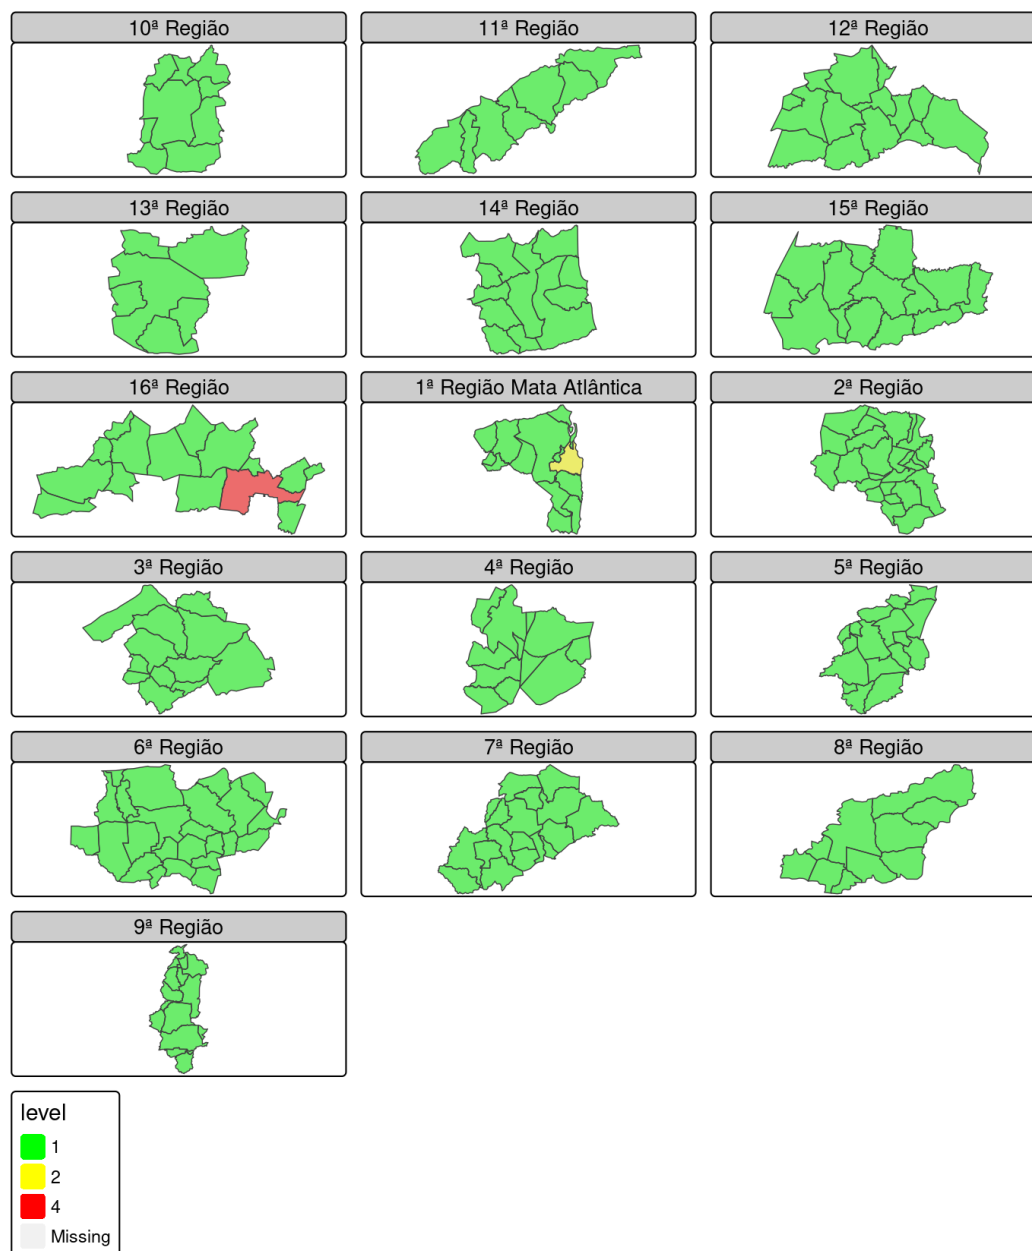 10ª Região
11ª Região
12ª Região
13ª Região
14ª Região
15ª Região
16ª Região
1ª Região Mata Atlântica
2ª Região
3ª Região
4ª Região
5ª Região
6ª Região
7ª Região
8ª Região
9ª Região
level
1
2
4
Missing